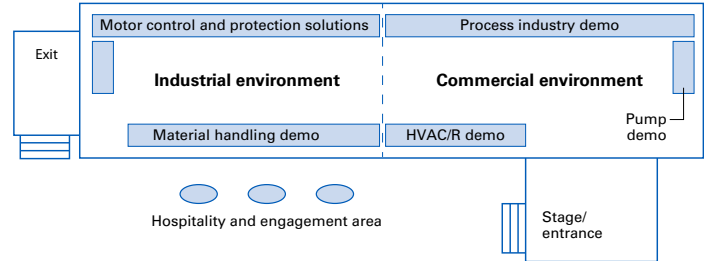 Motor control and protection solutions
Process industry demo
Exit
Industrial environment
Commercial environment
Pump
demo
Material handling demo
HVAC/R demo
Hospitality and engagement area
Stage/
entrance